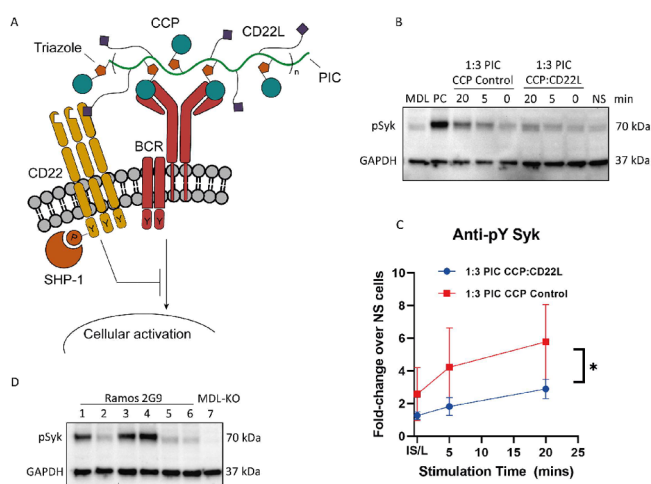 A
CCP
CD22L
Triazole
n
PIC
BCR
CD22
Y Y Y
Y Y
P
SHP-1
Cellular activation
B
1:3 PIC 1:3 PIC
CCP Control CCP:CD22L
MDL PC 20 5 0 20 5 0 NS min
pSyk 70 kDa
GAPDH 37 kDa
C
Anti-pY Syk
1:3 PIC CCP:CD22L
1:3 PIC CCP Control
Fold-change over NS cells
10
8
6
4
2
0
*
IS/L 5 10 15 20 25
Stimulation Time (mins)
D
Ramos 2G9 MDL-KO
1 2 3 4 5 6 7
pSyk 70 kDa
GAPDH 37 kDa